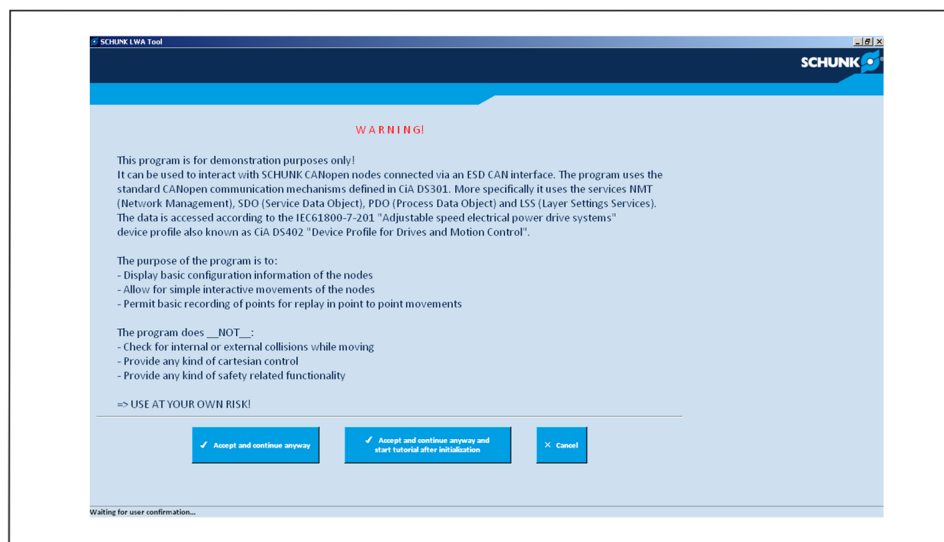 SCHUNK LWA Tool
SCHUNK
WARNING!
This program is for demonstration purposes only!
It can be used to interact with SCHUNK CANopen nodes connected via an ESD CAN interface. The program uses the
standard CANopen communication mechanisms defined in CiA DS301. More specifically it uses the services NMT
(Network Management), SDO (Service Data Object), PDO (Process Data Object) and LSS (Layer Settings Services).
The data is accessed according to the IEC61800-7-201 "Adjustable speed electrical power drive systems"
device profile also known as CiA DS402 "Device Profile for Drives and Motion Control".
The purpose of the program is to:
- Display basic configuration information of the nodes
- Allow for simple interactive movements of the nodes
- Permit basic recording of points for replay in point to point movements
The program does __NOT__:
- Check for internal or external collisions while moving
- Provide any kind of cartesian control
- Provide any kind of safety related functionality
=> USE AT YOUR OWN RISK!
Accept and continue anyway
Accept and continue anyway and
start tutorial after initialization
Cancel
Waiting for user confirmation...